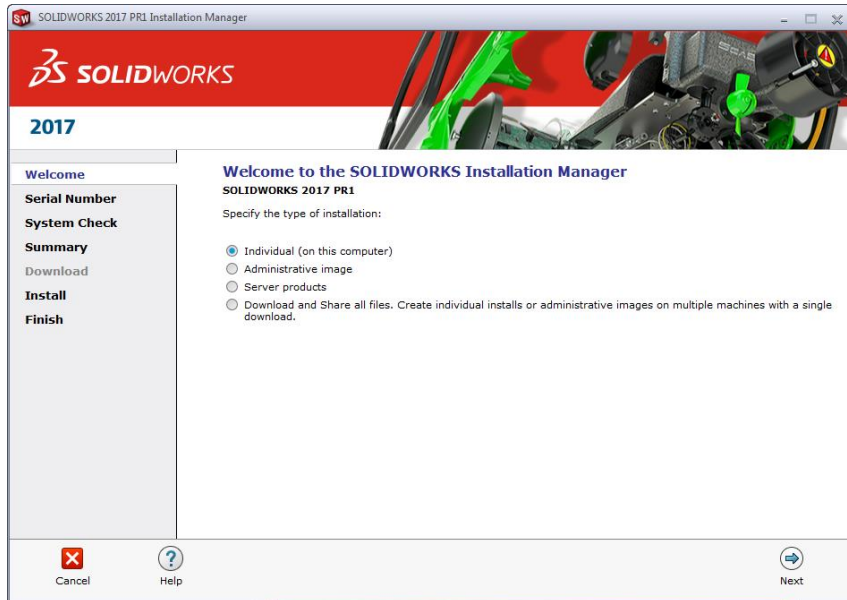 SOLIDWORKS 2017 PR1 Installation Manager
SOLIDWORKS
2017
Welcome
Serial Number
System Check
Summary
Download
Install
Finish
Welcome to the SOLIDWORKS Installation Manager
SOLIDWORKS 2017 PR1
Specify the type of installation:
Individual (on this computer)
Administrative image
Server products
Download and Share all files. Create individual installs or administrative images on multiple machines with a single
download.
Cancel
Help
Next